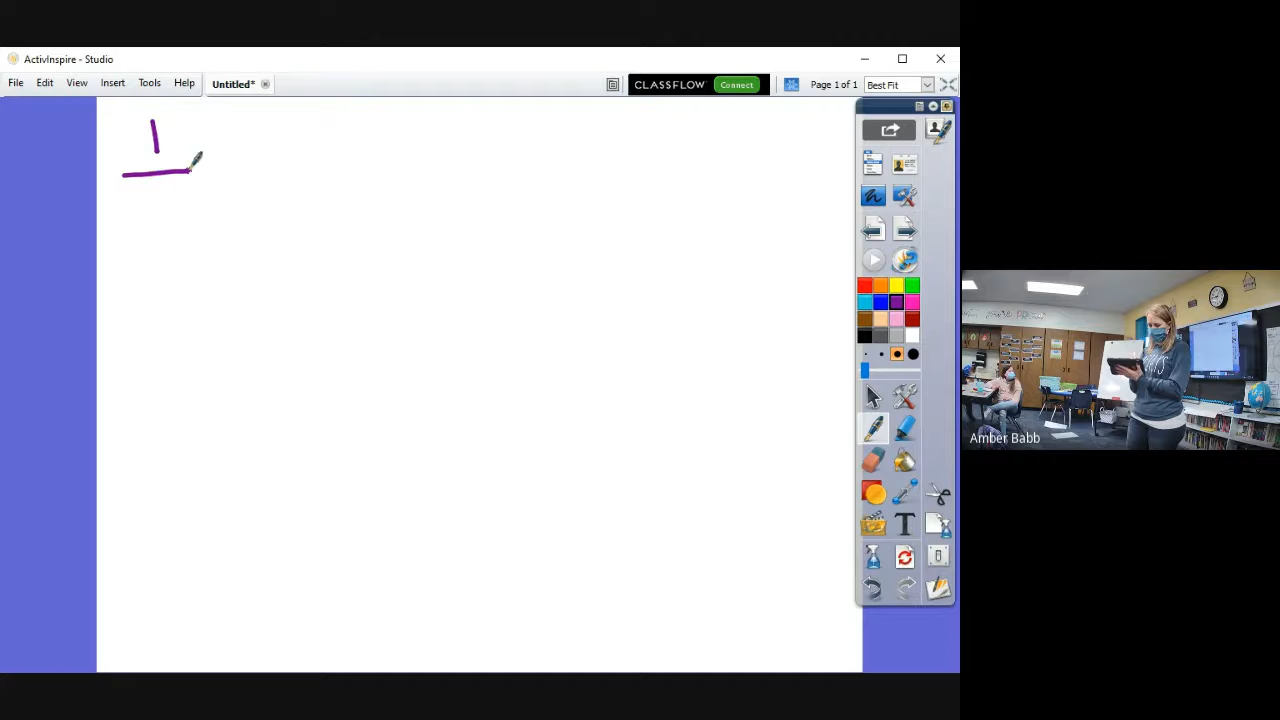 ActivInspire - Studio
File Edit View Insert Tools Help Untitled* CLASSFLOW Connect Page 1 of 1 Best Fit
1
T
Amber Babb